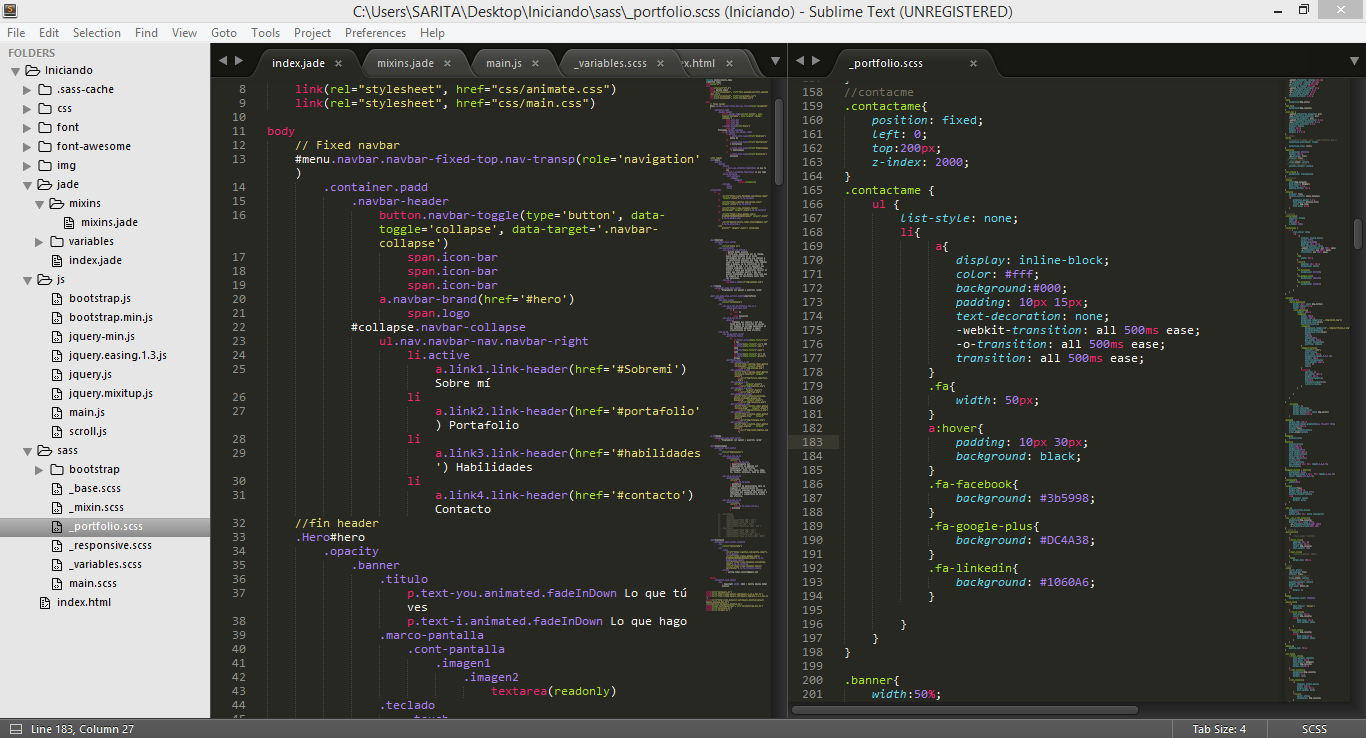 C:\Users\SARITA\Desktop\Iniciando\sass\_portfolio.scss (Iniciando) - Sublime Text (UNREGISTERED)
File Edit Selection Find View Goto Tools Project Preferences Help
FOLDERS
Iniciando
.sass-cache
css
font
font-awesome
img
jade
mixins
mixins.jade
variables
index.jade
js
bootstrap.js
bootstrap.min.js
jquery-min.js
jquery.easing.1.3.js
jquery.js
jquery.mixitup.js
main.js
scroll.js
sass
bootstrap
_base.scss
_mixin.scss
_portfolio.scss
_responsive.scss
_variables.scss
main.scss
index.html
index.jade × mixins.jade × main.js × _variables.scss × x.html ×
8 link(rel="stylesheet", href="css/animate.css")
9 link(rel="stylesheet", href="css/main.css")
10
11 body
12 // Fixed navbar
13 #menu.navbar.navbar-fixed-top.nav-transp(role='navigation'
)
14 .container.padd
15 .navbar-header
16 button.navbar-toggle(type='button', data-
toggle='collapse', data-target='.navbar-
collapse')
17 span.icon-bar
18 span.icon-bar
19 span.icon-bar
20 a.navbar-brand(href='#hero')
21 span.logo
22 #collapse.navbar-collapse
23 ul.nav.navbar-nav.navbar-right
24 li.active
25 a.link1.link-header(href='#Sobremi')
Sobre mí
26 li
27 a.link2.link-header(href='#portafolio'
) Portafolio
28 li
29 a.link3.link-header(href='#habilidades
') Habilidades
30 li
31 a.link4.link-header(href='#contacto')
Contacto
32 //fin header
33 .Hero#hero
34 .opacity
35 .banner
36 .titulo
37 p.text-you.animated.fadeInDown Lo que tú
ves
38 p.text-i.animated.fadeInDown Lo que hago
39 .marco-pantalla
40 .cont-pantalla
41 .imagen1
42 .imagen2
43 textarea(readonly)
44 .teclado
45
_portfolio.scss ×
158 //contacme
159 .contactame{
160 position: fixed;
161 left: 0;
162 top:200px;
163 z-index: 2000;
164 }
165 .contactame {
166 ul {
167 list-style: none;
168 li{
169 a{
170 display: inline-block;
171 color: #fff;
172 background:#000;
173 padding: 10px 15px;
174 text-decoration: none;
175 -webkit-transition: all 500ms ease;
176 -o-transition: all 500ms ease;
177 transition: all 500ms ease;
178 }
179 .fa{
180 width: 50px;
181 }
182 a:hover{
183 padding: 10px 30px;
184 background: black;
185 }
186 .fa-facebook{
187 background: #3b5998;
188 }
189 .fa-google-plus{
190 background: #DC4A38;
191 }
192 .fa-linkedin{
193 background: #1060A6;
194 }
195
196 }
197 }
198 }
199
200 .banner{
201 width:50%;
Line 183, Column 27
Tab Size: 4
SCSS